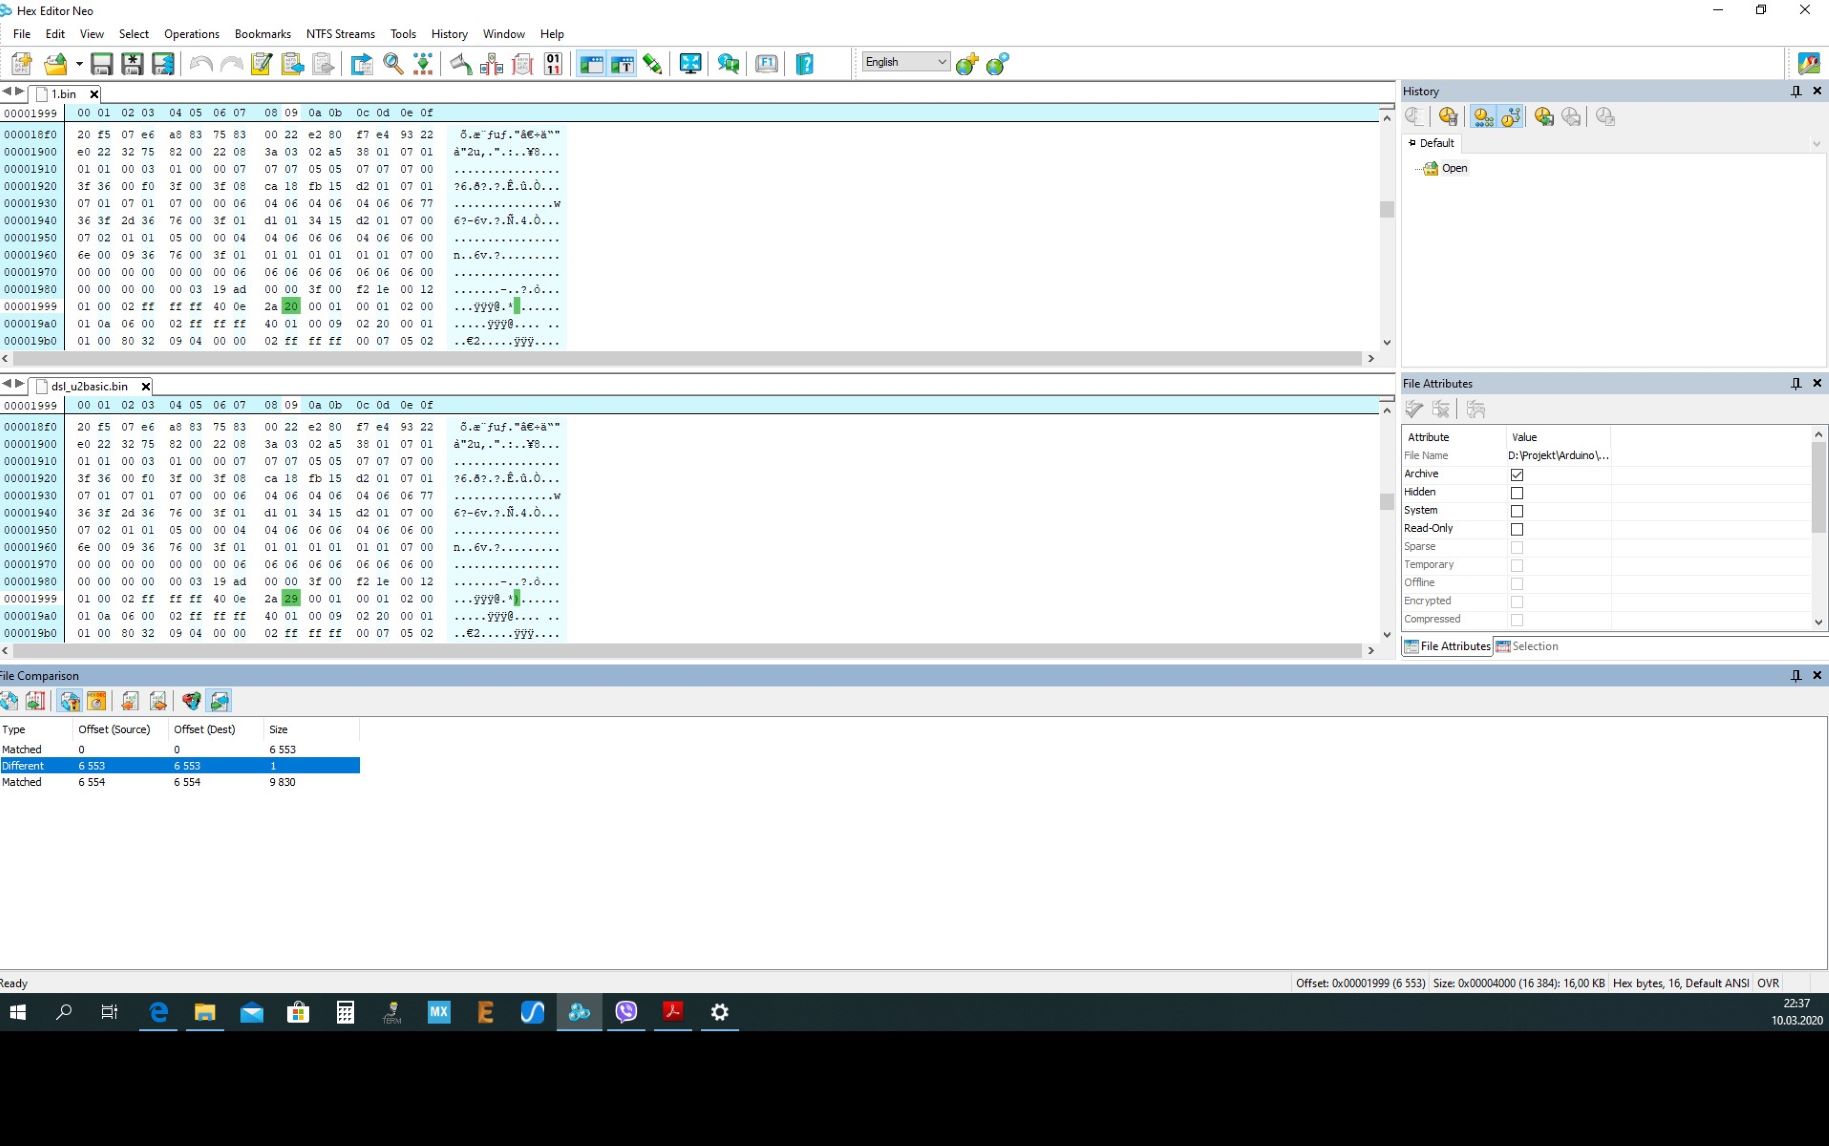 Hex Editor Neo
File Edit View Select Operations Bookmarks NTFS Streams Tools History Window Help
English
1.bin
00001999 00 01 02 03 04 05 06 07 08 09 0a 0b 0c 0d 0e 0f
000018f0 20 f5 07 e6 a8 83 75 83 00 22 e2 80 f7 e4 93 22 õ.æ¨ƒuƒ."â€÷ä“"
00001900 e0 22 32 75 82 00 22 08 3a 03 02 a5 38 01 07 01 à"2u‚.".:..¥8...
00001910 01 01 00 03 01 00 00 07 07 07 05 05 07 07 07 00 ................
00001920 3f 36 00 f0 3f 00 3f 08 ca 18 fb 15 d2 01 07 01 ?6.ð?.?.Ê.û.Ò...
00001930 07 01 07 01 07 00 00 06 04 06 04 06 04 06 06 77 ...............w
00001940 36 3f 2d 36 76 00 3f 01 d1 01 34 15 d2 01 07 00 6?-6v.?.Ñ.4.Ò...
00001950 07 02 01 01 05 00 00 04 04 06 06 06 04 06 06 00 ................
00001960 6e 00 09 36 76 00 3f 01 01 01 01 01 01 01 07 00 n..6v.?.........
00001970 00 00 00 00 00 00 00 06 06 06 06 06 06 06 06 00 ................
00001980 00 00 00 00 00 03 19 ad 00 00 3f 00 f2 1e 00 12 .......-..?.ò...
00001999 01 00 02 ff ff ff 40 0e 2a 20 00 01 00 01 02 00 ...ÿÿÿ@.* ......
000019a0 01 0a 06 00 02 ff ff ff 40 01 00 09 02 20 00 01 .....ÿÿÿ@.... ..
000019b0 01 00 80 32 09 04 00 00 02 ff ff ff 00 07 05 02 ..€2.....ÿÿÿ....
dsl_u2basic.bin
00001999 00 01 02 03 04 05 06 07 08 09 0a 0b 0c 0d 0e 0f
000018f0 20 f5 07 e6 a8 83 75 83 00 22 e2 80 f7 e4 93 22 õ.æ¨ƒuƒ."â€÷ä“"
00001900 e0 22 32 75 82 00 22 08 3a 03 02 a5 38 01 07 01 à"2u‚.".:..¥8...
00001910 01 01 00 03 01 00 00 07 07 07 05 05 07 07 07 00 ................
00001920 3f 36 00 f0 3f 00 3f 08 ca 18 fb 15 d2 01 07 01 ?6.ð?.?.Ê.û.Ò...
00001930 07 01 07 01 07 00 00 06 04 06 04 06 04 06 06 77 ...............w
00001940 36 3f 2d 36 76 00 3f 01 d1 01 34 15 d2 01 07 00 6?-6v.?.Ñ.4.Ò...
00001950 07 02 01 01 05 00 00 04 04 06 06 06 04 06 06 00 ................
00001960 6e 00 09 36 76 00 3f 01 01 01 01 01 01 01 07 00 n..6v.?.........
00001970 00 00 00 00 00 00 00 06 06 06 06 06 06 06 06 00 ................
00001980 00 00 00 00 00 03 19 ad 00 00 3f 00 f2 1e 00 12 .......-..?.ò...
00001999 01 00 02 ff ff ff 40 0e 2a 29 00 01 00 01 02 00 ...ÿÿÿ@.*)......
000019a0 01 0a 06 00 02 ff ff ff 40 01 00 09 02 20 00 01 .....ÿÿÿ@.... ..
000019b0 01 00 80 32 09 04 00 00 02 ff ff ff 00 07 05 02 ..€2.....ÿÿÿ....
History
Default
Open
File Attributes
Attribute Value
File Name D:\Projekt\Arduino\...
Archive
Hidden
System
Read-Only
Sparse
Temporary
Offline
Encrypted
Compressed
File Attributes Selection
File Comparison
Type Offset (Source) Offset (Dest) Size
Matched 0 0 6 553
Different 6 553 6 553 1
Matched 6 554 6 554 9 830
Ready
Offset: 0x00001999 (6 553) Size: 0x00004000 (16 384): 16,00 KB Hex bytes, 16, Default ANSI OVR
TERM
MX
22:37
10.03.2020